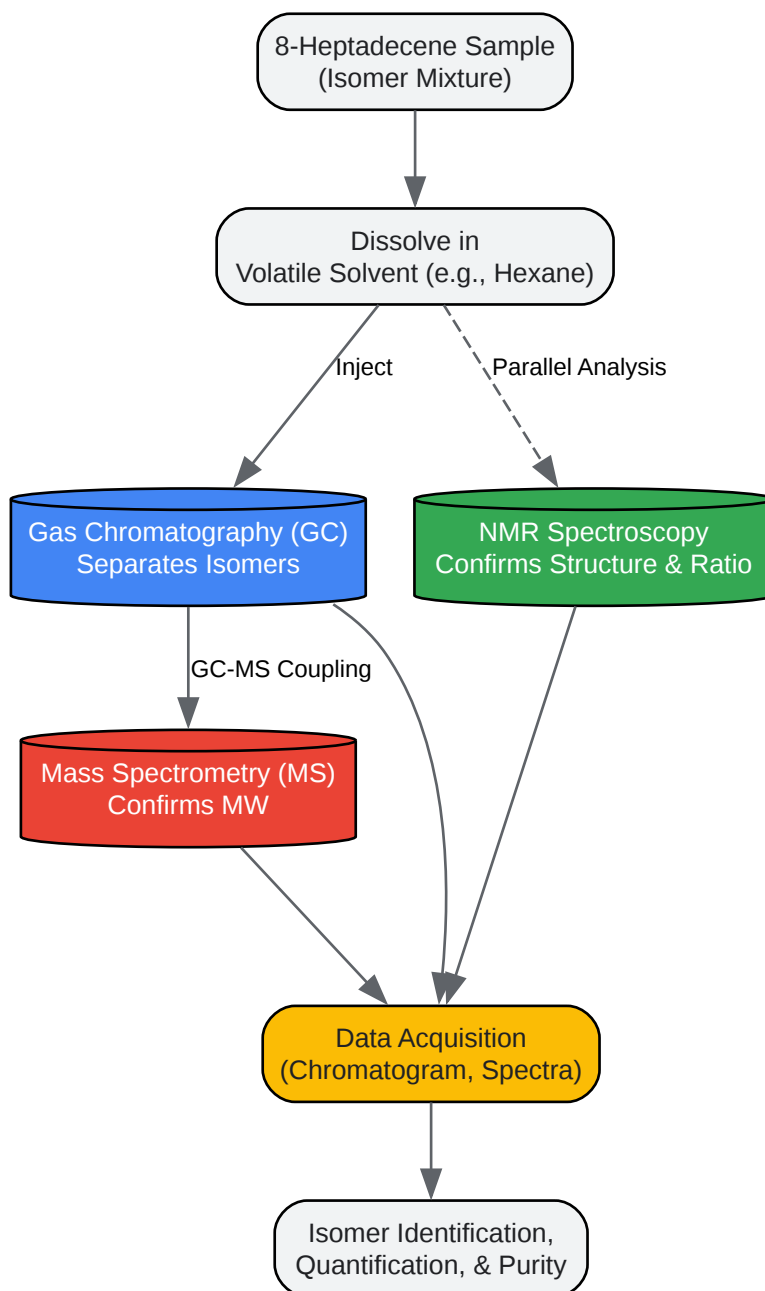 8-Heptadecene Sample
(Isomer Mixture)
Dissolve in
Volatile Solvent (e.g., Hexane)
Inject
Parallel Analysis
Gas Chromatography (GC)
Separates Isomers
NMR Spectroscopy
Confirms Structure & Ratio
GC-MS Coupling
Mass Spectrometry (MS)
Confirms MW
Data Acquisition
(Chromatogram, Spectra)
Isomer Identification,
Quantification, & Purity